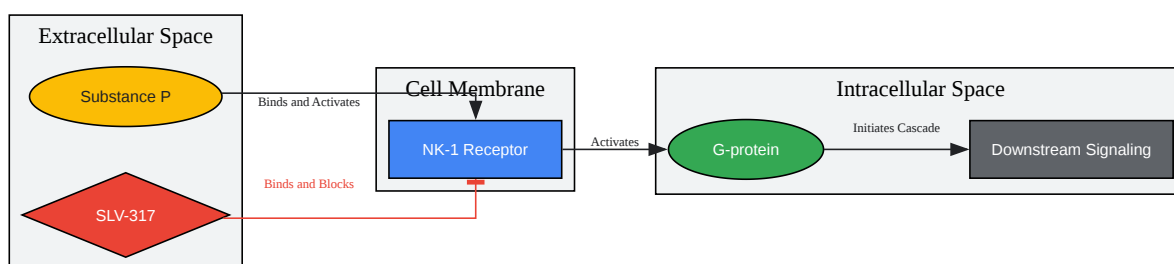 Extracellular Space
Substance P
Binds and Activates
Cell Membrane
NK-1 Receptor
Activates
Intracellular Space
G-protein
Initiates Cascade
Downstream Signaling
Binds and Blocks
SLV-317